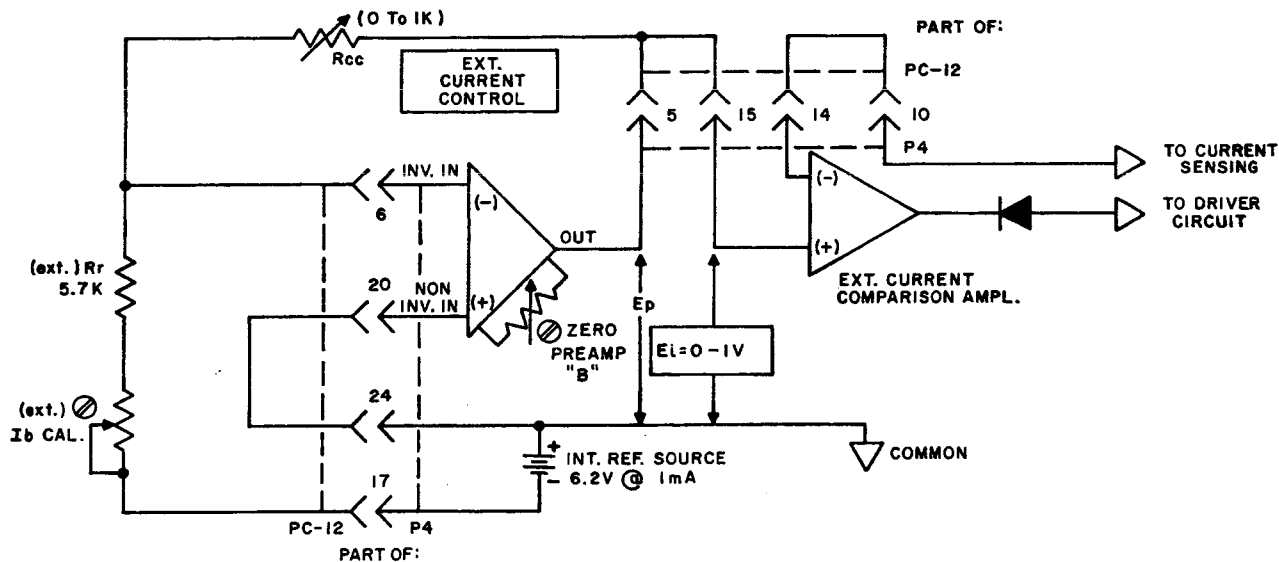 (0 To 1K)
Rcc
EXT.
CURRENT
CONTROL
PART OF:
PC-12
5
15
14
10
P4
TO CURRENT
SENSING
TO DRIVER
CIRCUIT
INV. IN
6
(-)
OUT
(-)
(+)
EXT. CURRENT
COMPARISON AMPL.
(ext.) Rr
5.7K
20
NON
INV. IN
(+)
ZERO
PREAMP
"B"
Ep
Ei=0-1V
(ext.)
Ib CAL.
24
+
INT. REF. SOURCE
- 6.2V @ 1mA
COMMON
17
PC-12
P4
PART OF: